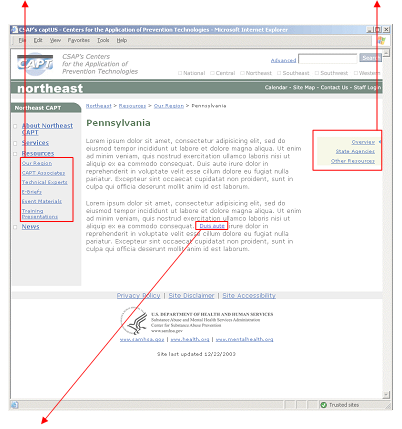 CSAP's captUS - Centers for the Application of Prevention Technologies - Microsoft Internet Explorer
File Edit View Favorites Tools Help
CAPT
CSAP's Centers
for the Application of
Prevention Technologies
Advanced
Search
National Central Northeast Southeast Southwest Western
northeast
Calendar - Site Map - Contact Us - Staff Login
Northeast CAPT
Northeast > Resources > Our Region > Pennsylvania
About Northeast
CAPT
Services
Resources
Our Region
CAPT Associates
Technical Experts
E-Briefs
Event Materials
Training
Presentations
News
Pennsylvania
Lorem ipsum dolor sit amet, consectetur adipisicing elit, sed do
eiusmod tempor incididunt ut labore et dolore magna aliqua. Ut enim
ad minim veniam, quis nostrud exercitation ullamco laboris nisi ut
aliquip ex ea commodo consequat. Duis aute irure dolor in
reprehenderit in voluptate velit esse cillum dolore eu fugiat nulla
pariatur. Excepteur sint occaecat cupidatat non proident, sunt in
culpa qui officia deserunt mollit anim id est laborum.
Lorem ipsum dolor sit amet, consectetur adipisicing elit, sed do
eiusmod tempor incididunt ut labore et dolore magna aliqua. Ut enim
ad minim veniam, quis nostrud exercitation ullamco laboris nisi ut
aliquip ex ea commodo consequat. Duis aute irure dolor in
reprehenderit in voluptate velit esse cillum dolore eu fugiat nulla
pariatur. Excepteur sint occaecat cupidatat non proident, sunt in
culpa qui officia deserunt mollit anim id est laborum.
Overview
State Agencies
Other Resources
Privacy Policy | Site Disclaimer | Site Accessibility
U.S. DEPARTMENT OF HEALTH AND HUMAN SERVICES
Substance Abuse and Mental Health Services Administration
Center for Substance Abuse Prevention
www.samhsa.gov
www.samhsa.gov | www.health.org | www.mentalhealth.org
Site last updated 12/22/2003
Trusted sites